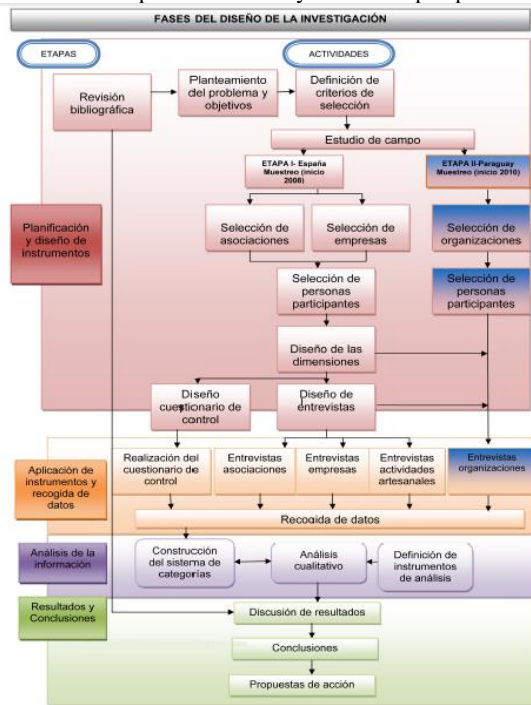 FASES DEL DISEÑO DE LA INVESTIGACIÓN
ETAPAS
ACTIVIDADES
Revisión
bibliográfica
Planteamiento
del problema y
objetivos
Definición de
criterios de
selección
Estudio de campo
ETAPA I- España
Muestreo (inicio
2008)
ETAPA II-Paraguay
Muestreo (inicio 2010)
Planificación
y diseño de
instrumentos
Selección de
asociaciones
Selección de
empresas
Selección de
organizaciones
Selección de
personas
participantes
Selección de
personas
participantes
Diseño de las
dimensiones
Diseño
cuestionario de
control
Diseño de
entrevistas
Aplicación de
instrumentos y
recogida de
datos
Realización del
cuestionario de
control
Entrevistas
asociaciones
Entrevistas
empresas
Entrevistas
actividades
artesanales
Entrevistas
organizaciones
Recogida de datos
Análisis de la
información
Construcción
del sistema de
categorías
Análisis
cualitativo
Definición de
instrumentos
de análisis
Resultados y
Conclusiones
Discusión de resultados
Conclusiones
Propuestas de acción